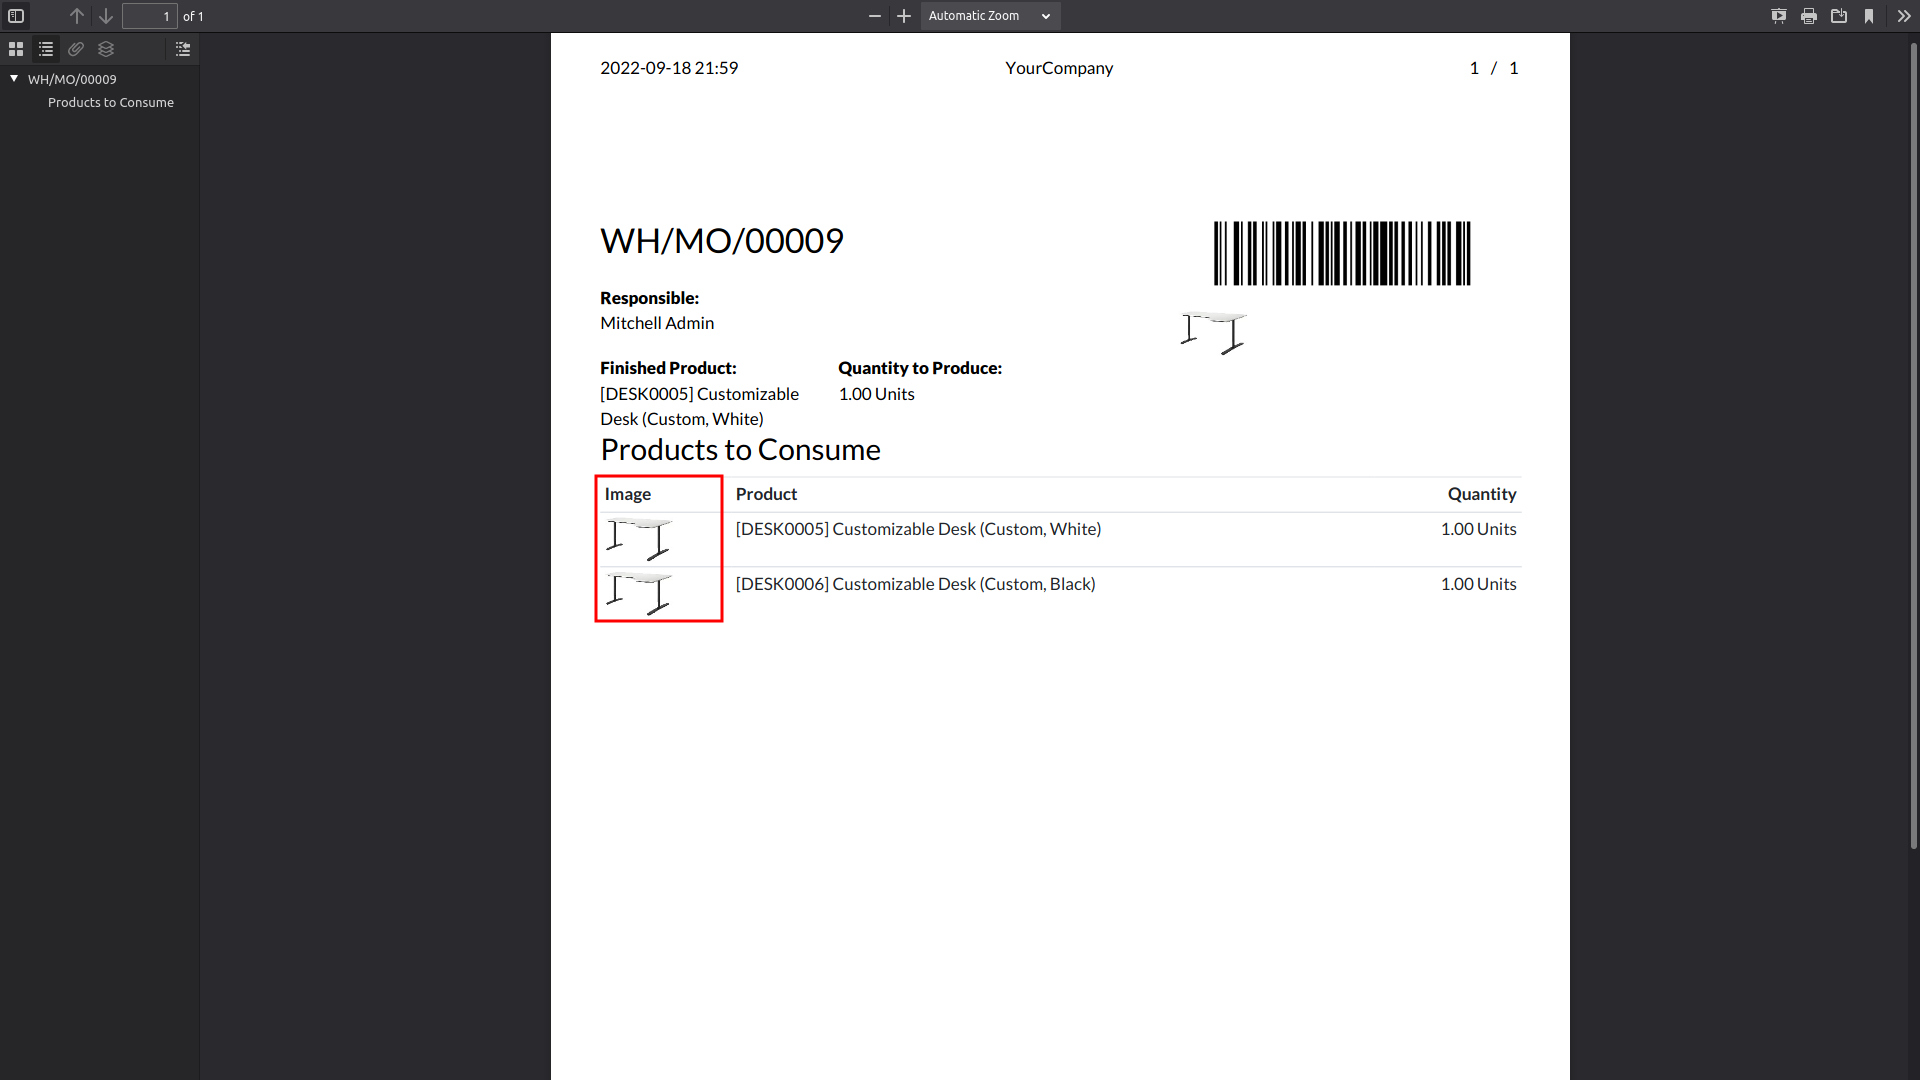 1 of 1 Automatic Zoom
WH/MO/00009
Products to Consume
2022-09-18 21:59 YourCompany 1 / 1
WH/MO/00009
Responsible:
Mitchell Admin
Finished Product: Quantity to Produce:
[DESK0005] Customizable 1.00 Units
Desk (Custom, White)
Products to Consume
Image Product Quantity
[DESK0005] Customizable Desk (Custom, White) 1.00 Units
[DESK0006] Customizable Desk (Custom, Black) 1.00 Units